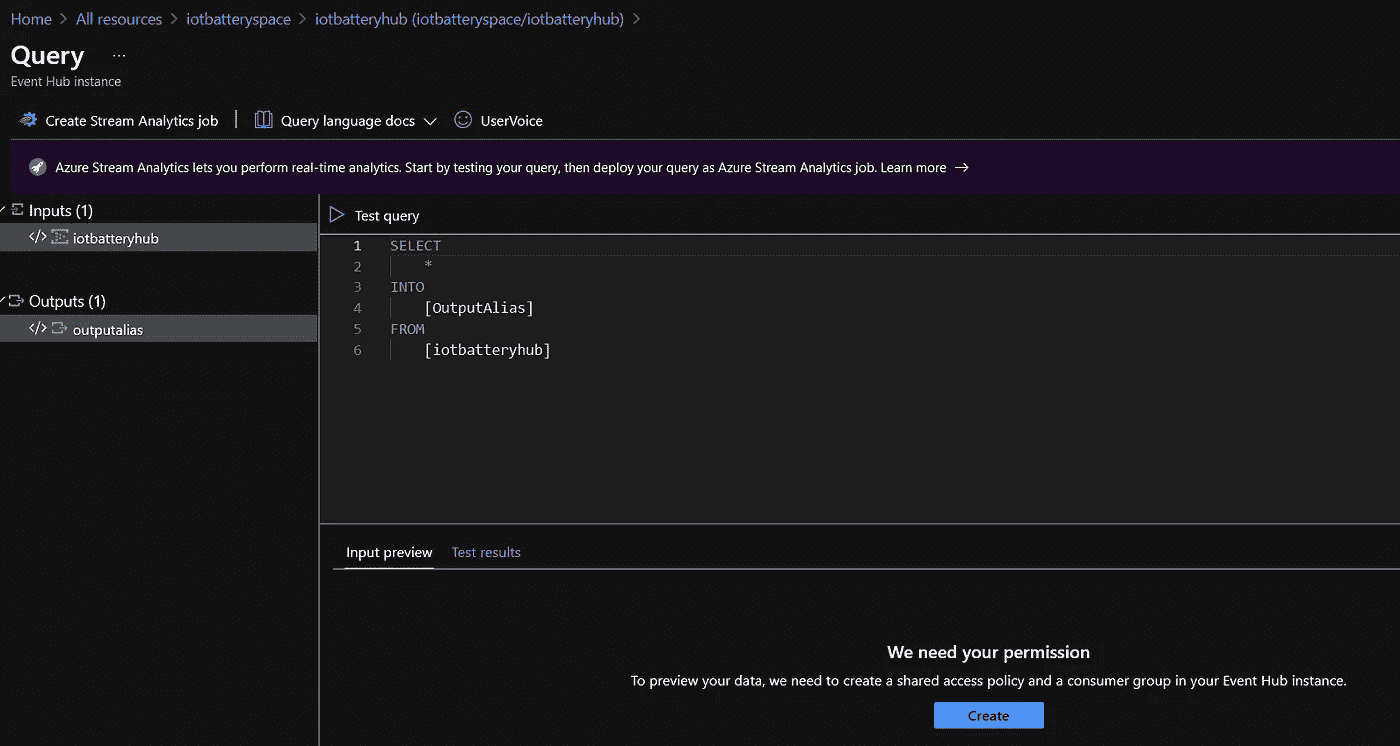 Home > All resources > iotbatteryspace > iotbatteryhub (iotbatteryspace/iotbatteryhub) >
Query ...
Event Hub instance
Create Stream Analytics job | Query language docs UserVoice
Azure Stream Analytics lets you perform real-time analytics. Start by testing your query, then deploy your query as Azure Stream Analytics job. Learn more →
Inputs (1)
</> iotbatteryhub
Outputs (1)
</> outputalias
Test query
1 SELECT
2 *
3 INTO
4 [OutputAlias]
5 FROM
6 [iotbatteryhub]
Input preview Test results
We need your permission
To preview your data, we need to create a shared access policy and a consumer group in your Event Hub instance.
Create